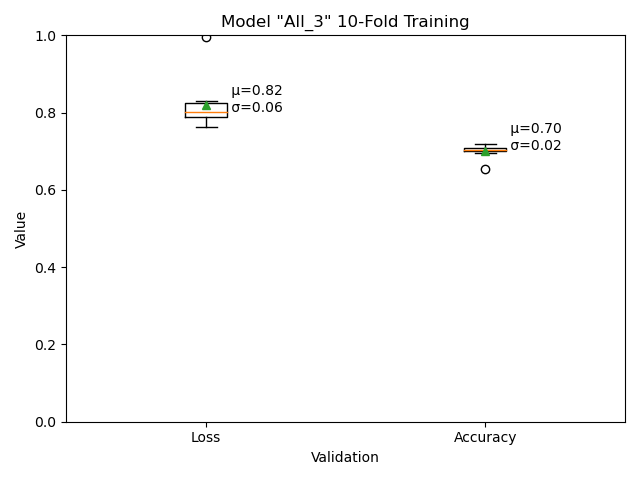 Model "All_3" 10-Fold Training
1.0
0.8
0.6
0.4
0.2
0.0
Value
μ=0.82
σ=0.06
μ=0.70
σ=0.02
Loss
Accuracy
Validation